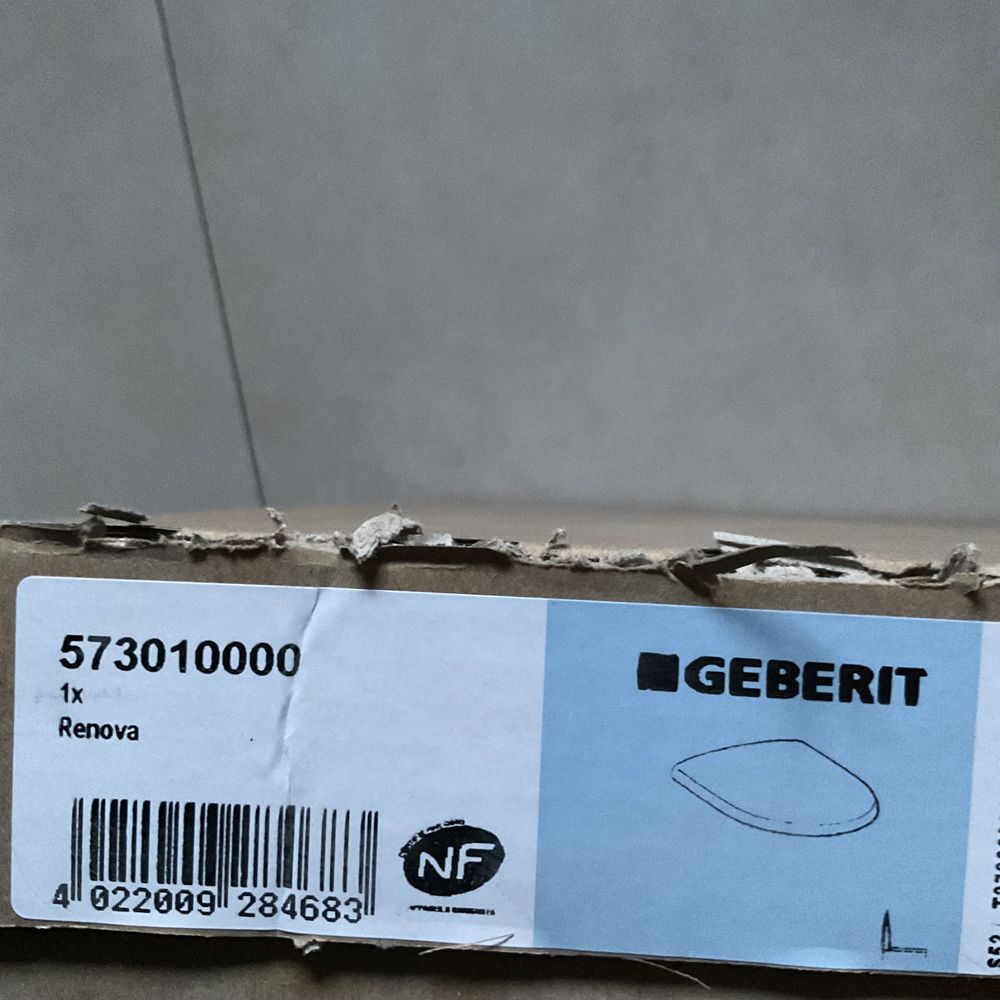 573010000
1x
Renova
4 022009 284683
NF
GEBERIT